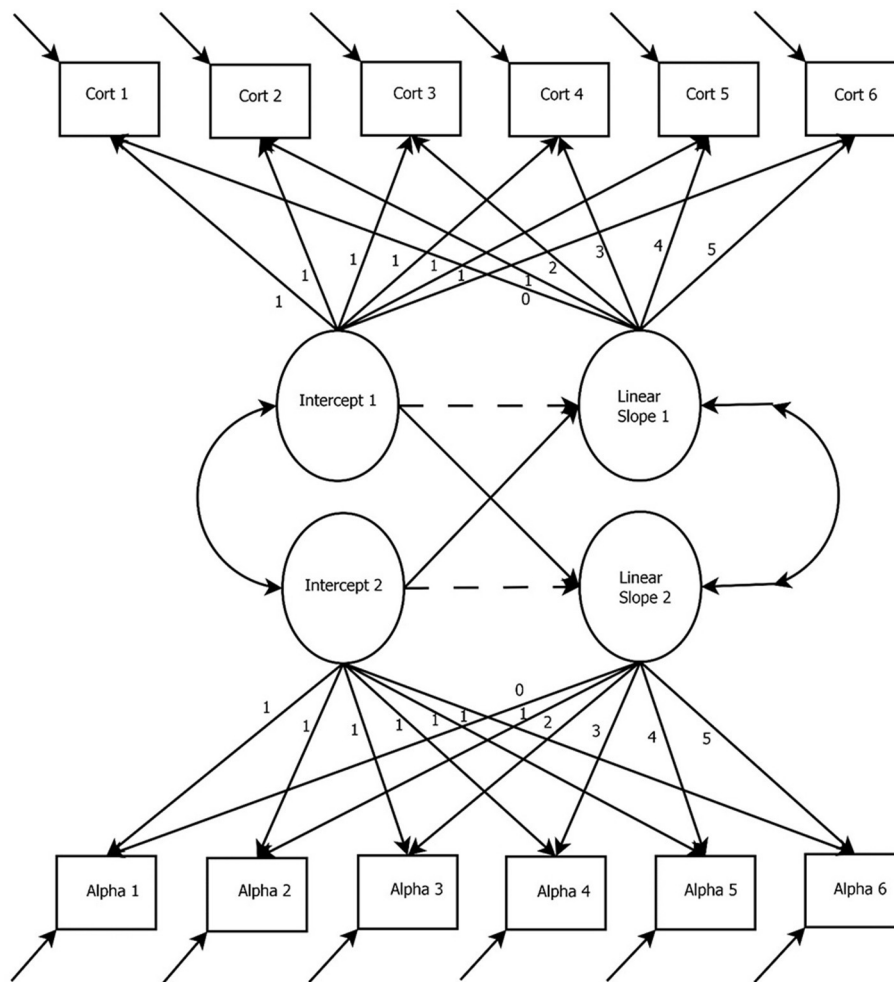 Cort 1
Cort 2
Cort 3
Cort 4
Cort 5
Cort 6
1
1
1
1
1
1
0
1
2
3
4
5
Intercept 1
Linear
Slope 1
Intercept 2
Linear
Slope 2
1
1
1
1
1
1
0
1
2
3
4
5
Alpha 1
Alpha 2
Alpha 3
Alpha 4
Alpha 5
Alpha 6